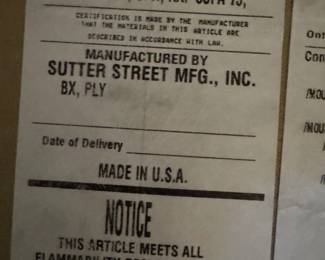 CERTIFICATION IS MADE BY THE MANUFACTURER
THAT THE MATERIALS IN THIS ARTICLE ARE
DESCRIBED IN ACCORDANCE WITH LAW.
MANUFACTURED BY
SUTTER STREET MFG., INC.
BX, PLY
Date of Delivery
MADE IN U.S.A.
NOTICE
THIS ARTICLE MEETS ALL